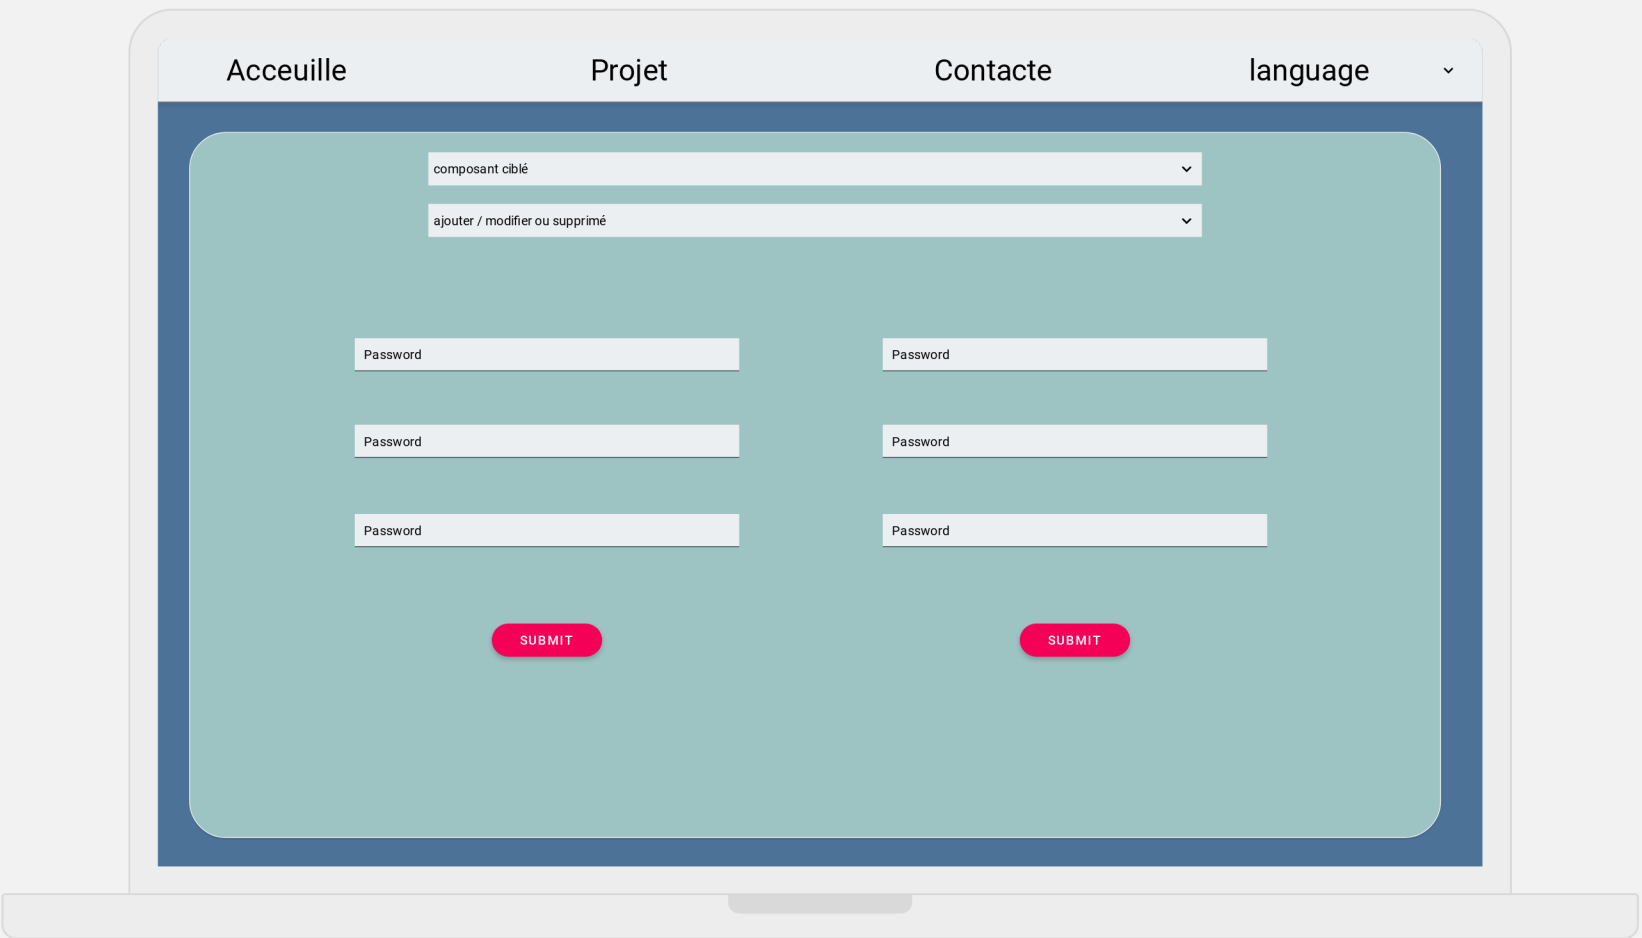 Acceuille Projet Contacte language
composant ciblé
ajouter / modifier ou supprimé
Password Password
Password Password
Password Password
SUBMIT SUBMIT